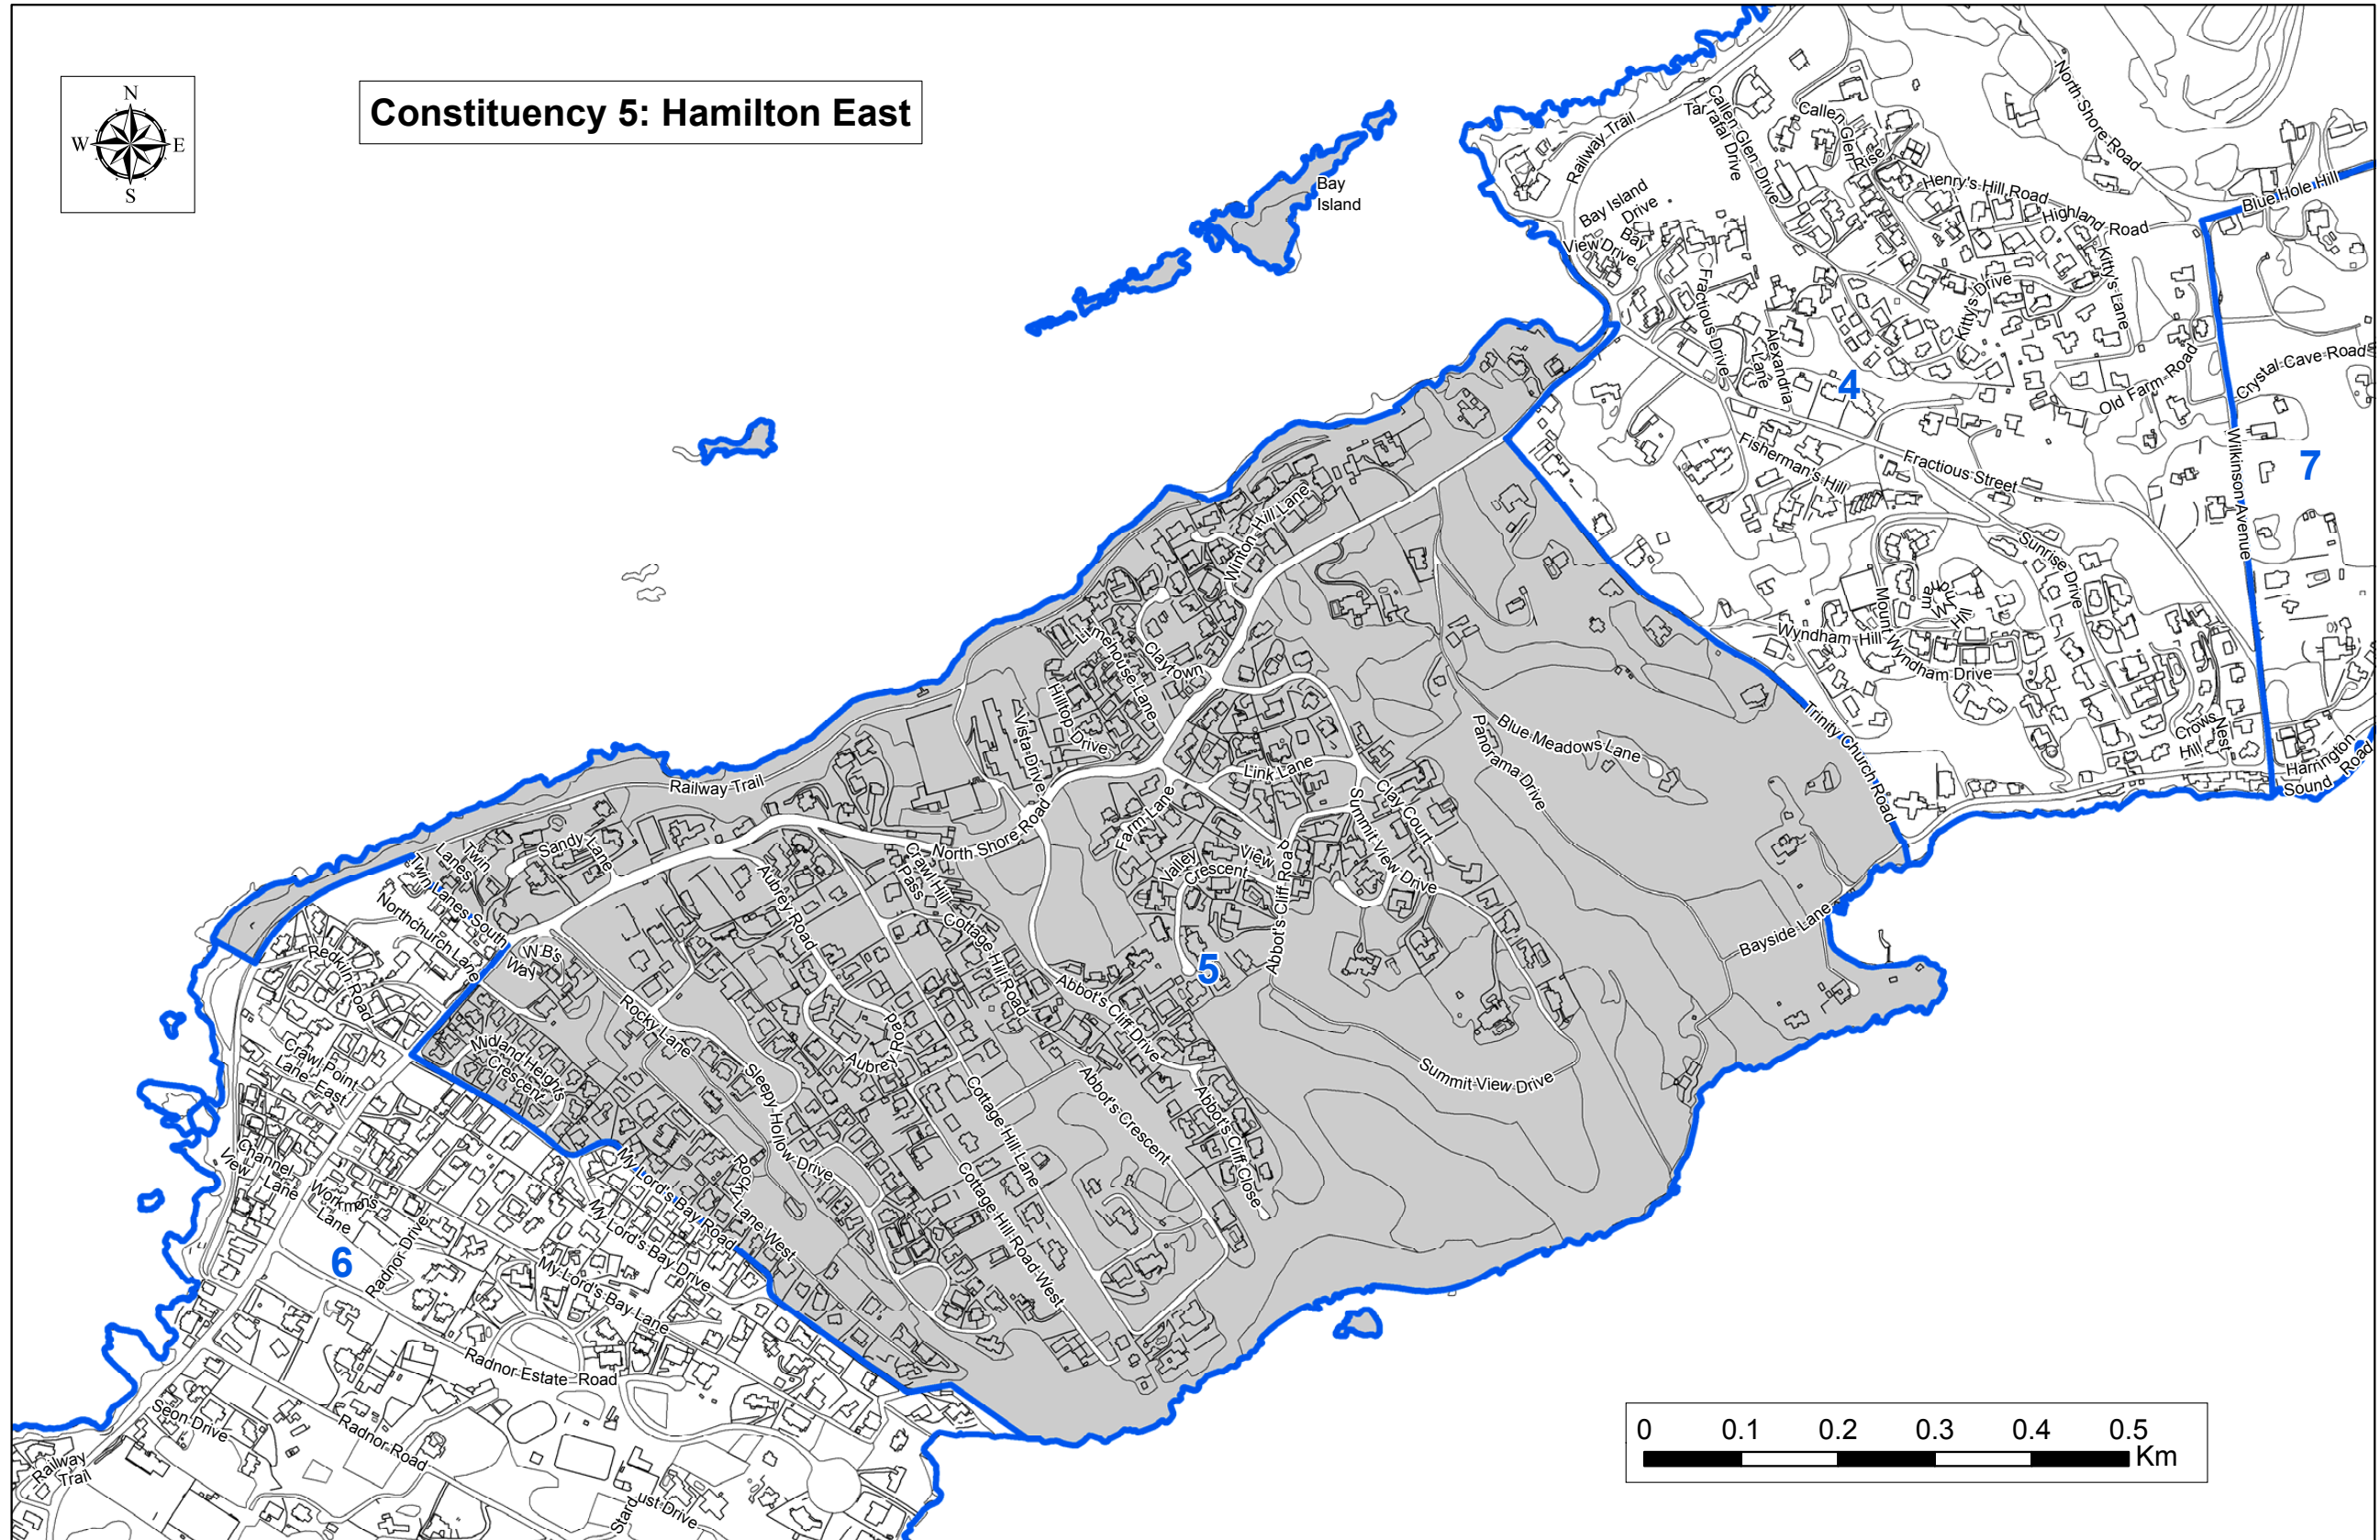 Constituency 5: Hamilton East
N
W
E
S
Bay
Island
Railway Trail
Tarrafal Drive
Callen Glen Drive
Callen Glen
Rise
North Shore Road
Henry's Hill Road
Highland Road
Blue Hole Hill
Bay Island
Drive
Bay
View Drive
Fractious Drive
Alexandria
Lane
Kitty's Drive
Kitty's Lane
Old Farm Road
Crystal Cave Road
4
7
Wilkinson Avenue
Fisherman's Hill
Fractious Street
Sunrise Drive
Wyndham Hill
Mount Wyndham Drive
Hill
Crows
Nest
Hill
Harrington
Sound Road
Trinity Church Road
Winton Hill Lane
Limehouse Lane
Claytown
Hilltop Drive
Vista Drive
Blue Meadows Lane
Panorama Drive
Link Lane
Clay Court
Summit View Drive
Farm Lane
Valley
View
Crescent
Abbot's Cliff Road
Railway Trail
North Shore Road
Sandy Lane
Twin
Lanes
Twin Lanes South
Northchurch Lane
Crawl Hill
Pass
Aubrey Road
Cottage Hill Road
W.B's
Way
5
Bayside Lane
Redkin Road
Rocky Lane
Abbot's Cliff Drive
Aubrey Road
Midland Heights
Crescent
Crawl Point
Lane East
Sleepy Hollow Drive
Cottage Hill Lane
Abbot's Crescent
Abbot's Cliff Close
Summit View Drive
Channel
View Lane
Workmans
Lane
My Lord's Bay Road
Rocky
Lane West
Cottage Hill Road West
6
Radnor Drive
My Lord's Bay Drive
My Lord's Bay Lane
Radnor Estate Road
Seon Drive
Radnor Road
Railway
Trail
Stard
ust Drive
0 0.1 0.2 0.3 0.4 0.5
Km